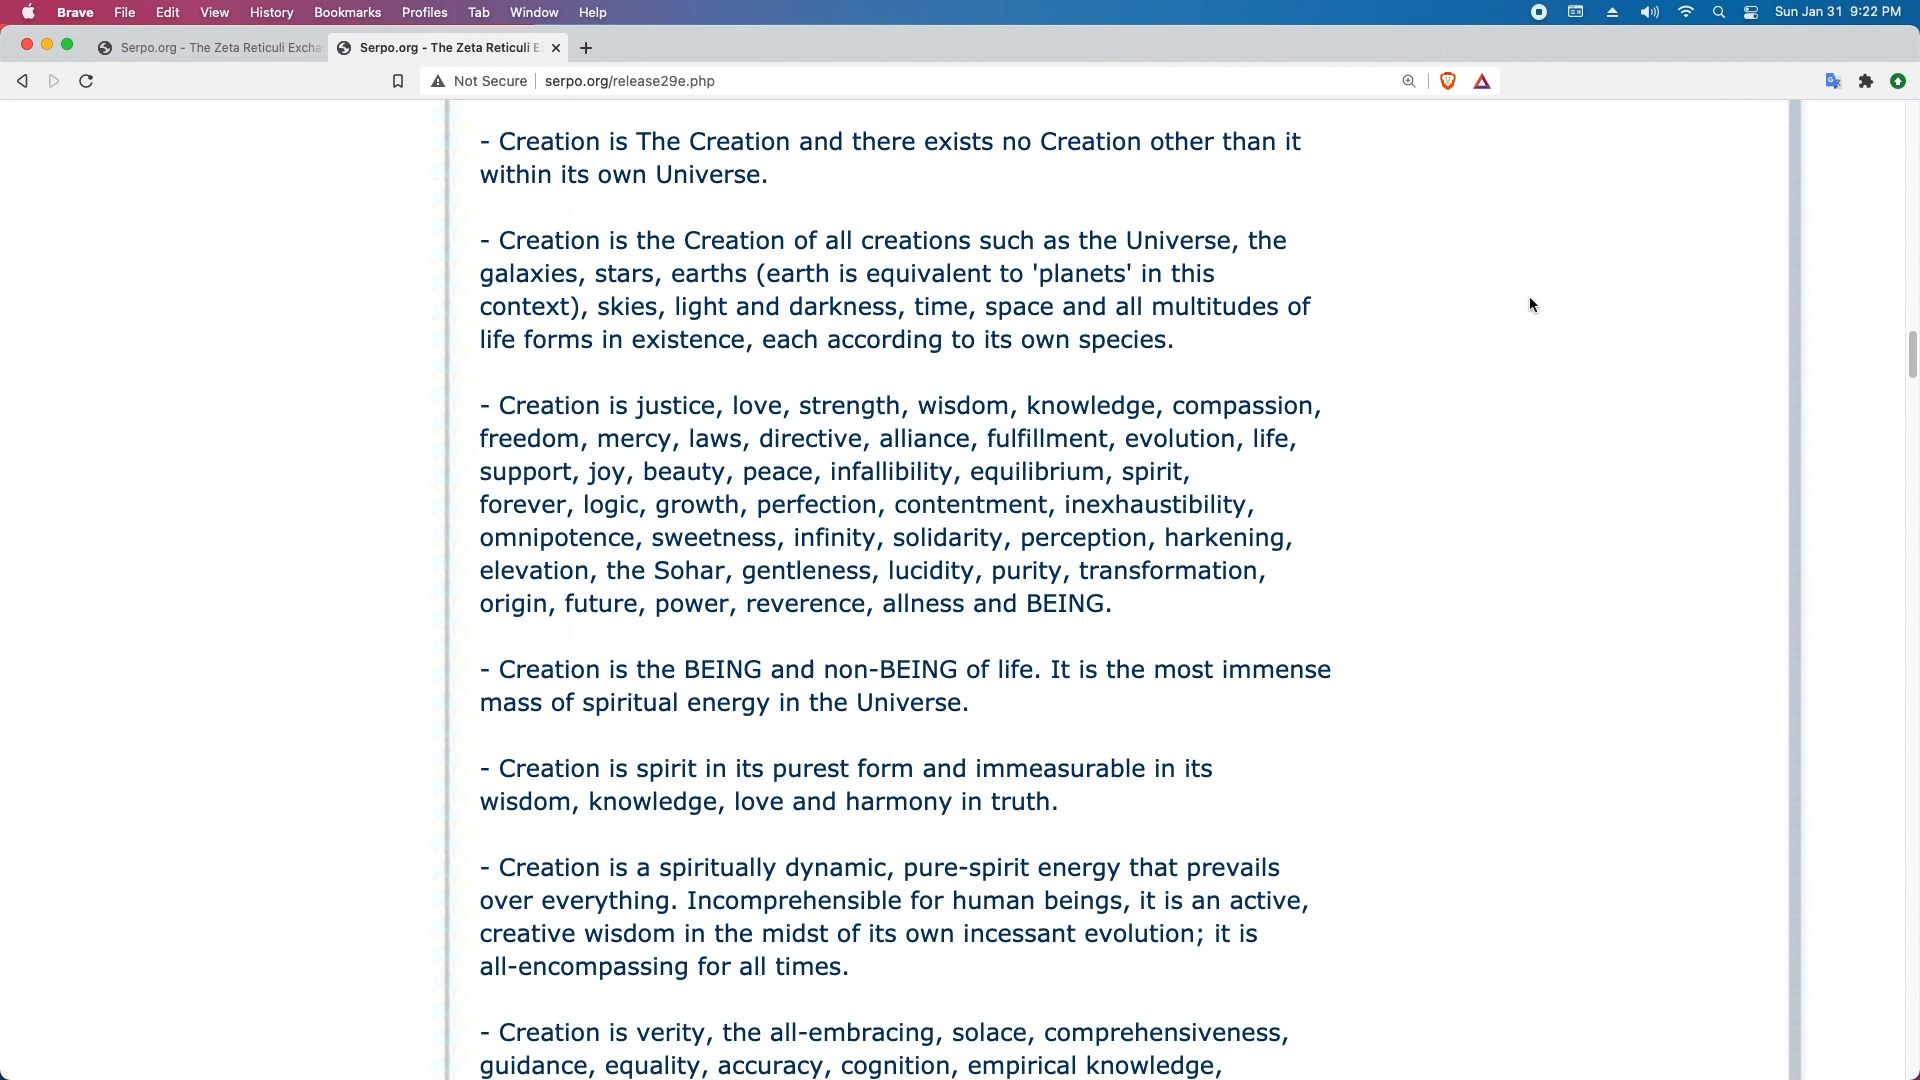 Brave File Edit View History Bookmarks Profiles Tab Window Help Sun Jan 31 9:22 PM
Serpo.org - The Zeta Reticuli Excha Serpo.org - The Zeta Reticuli E
Not Secure serpo.org/release29e.php
- Creation is The Creation and there exists no Creation other than it
within its own Universe.
- Creation is the Creation of all creations such as the Universe, the
galaxies, stars, earths (earth is equivalent to 'planets' in this
context), skies, light and darkness, time, space and all multitudes of
life forms in existence, each according to its own species.
- Creation is justice, love, strength, wisdom, knowledge, compassion,
freedom, mercy, laws, directive, alliance, fulfillment, evolution, life,
support, joy, beauty, peace, infallibility, equilibrium, spirit,
forever, logic, growth, perfection, contentment, inexhaustibility,
omnipotence, sweetness, infinity, solidarity, perception, harkening,
elevation, the Sohar, gentleness, lucidity, purity, transformation,
origin, future, power, reverence, allness and BEING.
- Creation is the BEING and non-BEING of life. It is the most immense
mass of spiritual energy in the Universe.
- Creation is spirit in its purest form and immeasurable in its
wisdom, knowledge, love and harmony in truth.
- Creation is a spiritually dynamic, pure-spirit energy that prevails
over everything. Incomprehensible for human beings, it is an active,
creative wisdom in the midst of its own incessant evolution; it is
all-encompassing for all times.
- Creation is verity, the all-embracing, solace, comprehensiveness,
guidance, equality, accuracy, cognition, empirical knowledge,